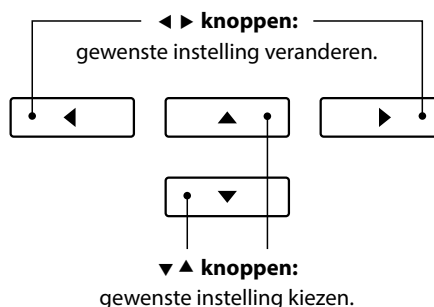 ◀ ▶ knoppen:
gewenste instelling veranderen.
◀ ▲ ▶
▼
▼ ▲ knoppen:
gewenste instelling kiezen.